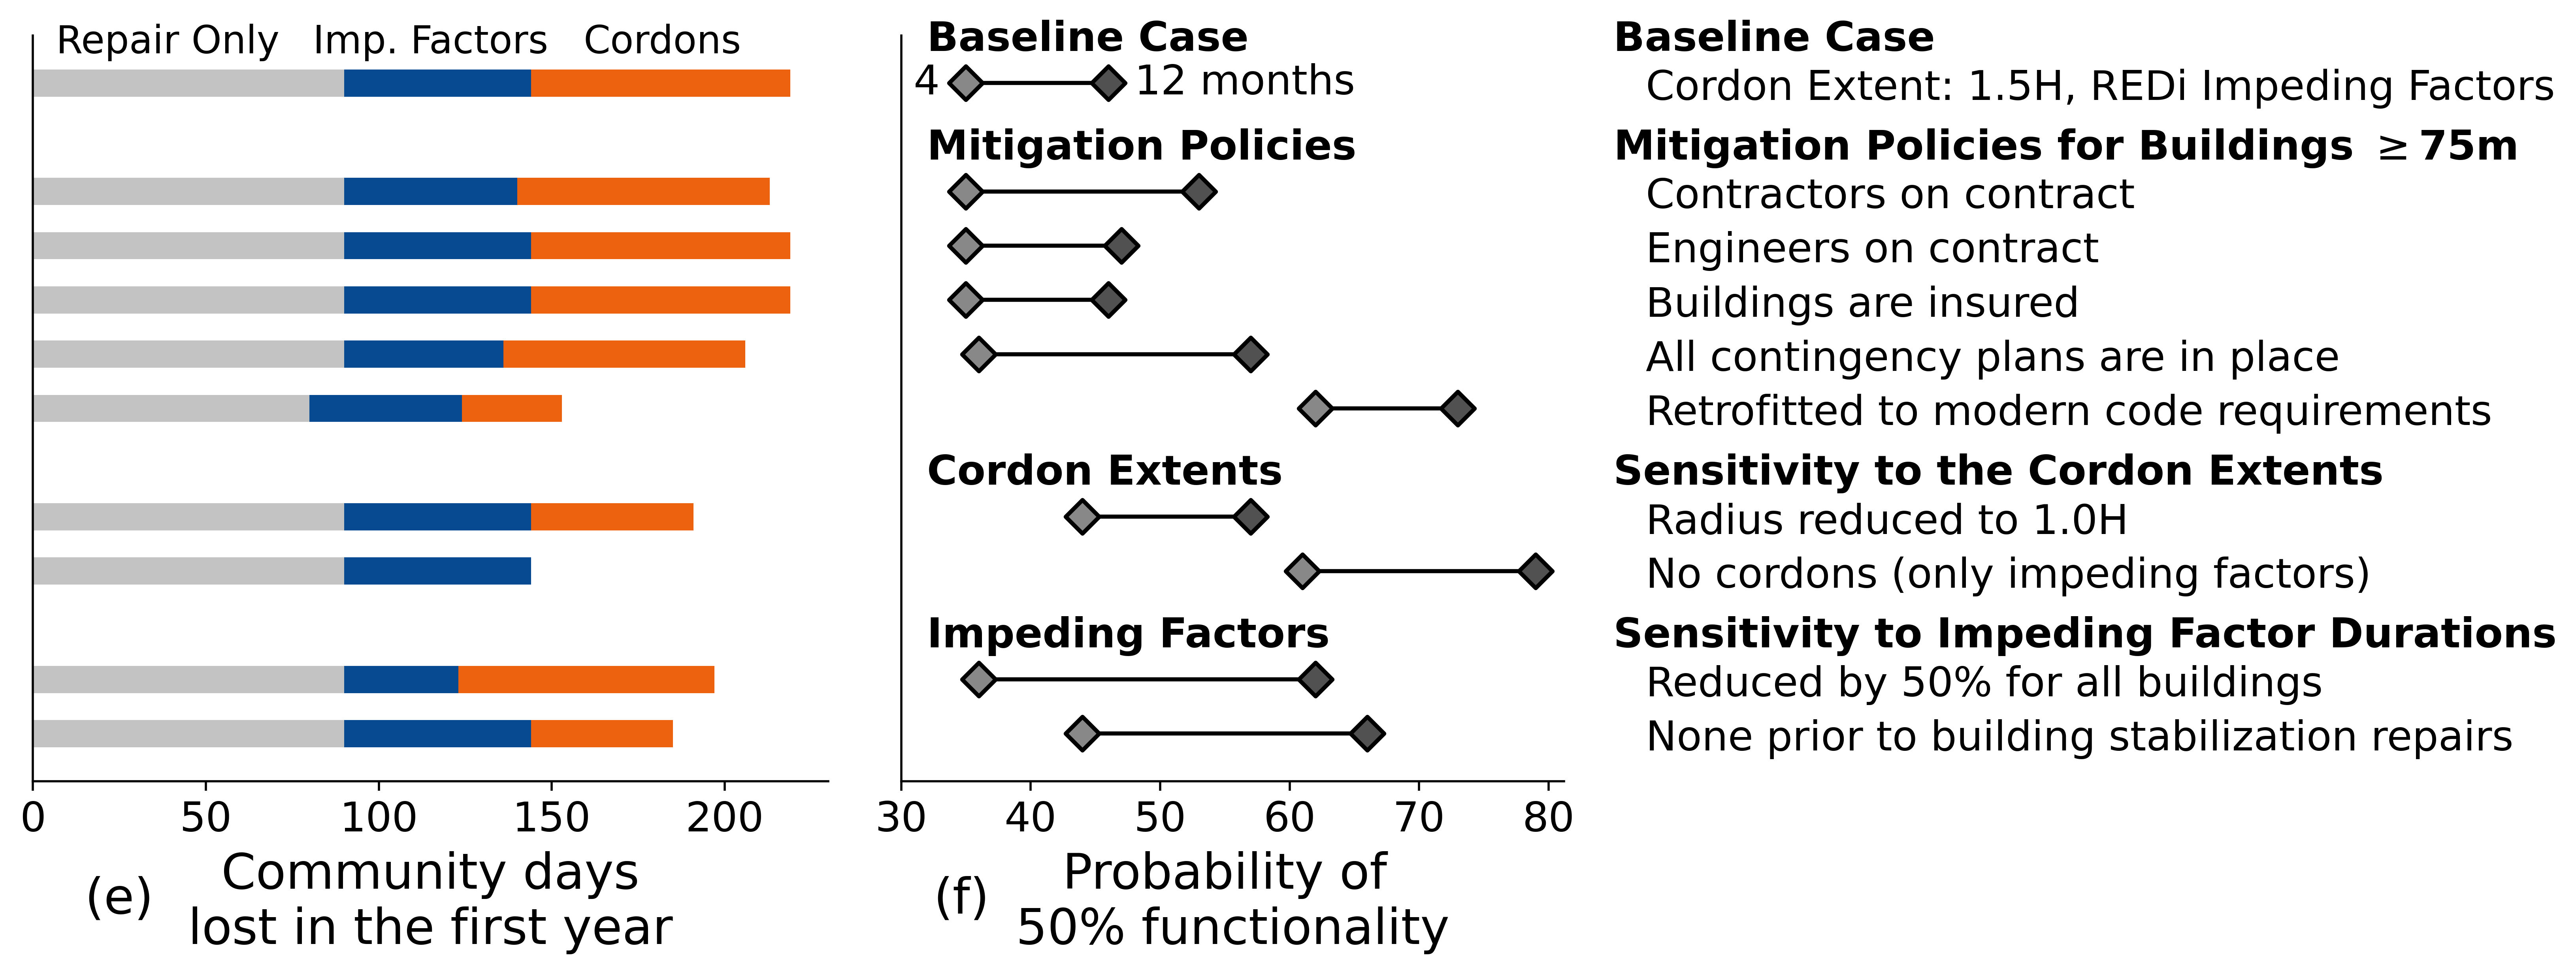 Repair Only Imp. Factors Cordons
0 50 100 150 200
(e) Community days
lost in the first year
Baseline Case
4 12 months
Mitigation Policies
Cordon Extents
Impeding Factors
30 40 50 60 70 80
(f) Probability of
50% functionality
Baseline Case
Cordon Extent: 1.5H, REDi Impeding Factors
Mitigation Policies for Buildings ≥ 75m
Contractors on contract
Engineers on contract
Buildings are insured
All contingency plans are in place
Retrofitted to modern code requirements
Sensitivity to the Cordon Extents
Radius reduced to 1.0H
No cordons (only impeding factors)
Sensitivity to Impeding Factor Durations
Reduced by 50% for all buildings
None prior to building stabilization repairs